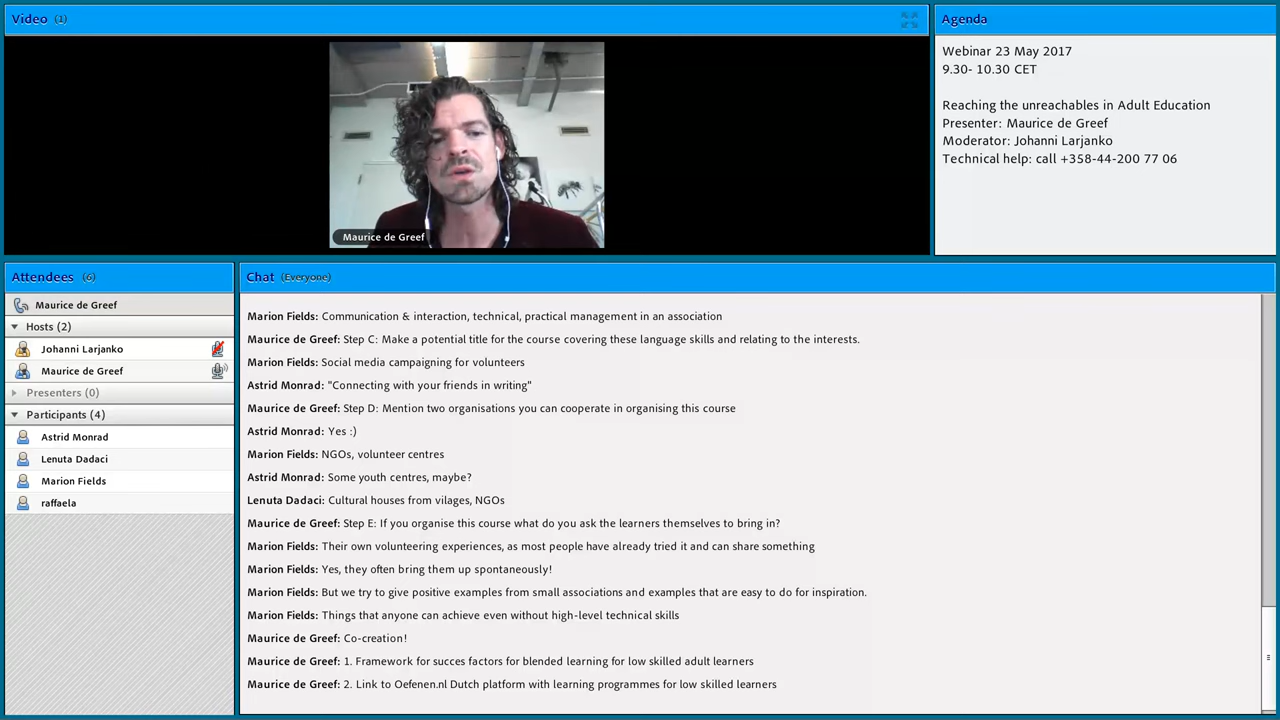 Video (1)
Maurice de Greef
Agenda
Webinar 23 May 2017
9.30- 10.30 CET
Reaching the unreachables in Adult Education
Presenter: Maurice de Greef
Moderator: Johanni Larjanko
Technical help: call +358-44-200 77 06
Attendees (6)
Maurice de Greef
Hosts (2)
Johanni Larjanko
Maurice de Greef
Presenters (0)
Participants (4)
Astrid Monrad
Lenuta Dadaci
Marion Fields
raffaela
Chat (Everyone)
Marion Fields: Communication & interaction, technical, practical management in an association
Maurice de Greef: Step C: Make a potential title for the course covering these language skills and relating to the interests.
Marion Fields: Social media campaigning for volunteers
Astrid Monrad: "Connecting with your friends in writing"
Maurice de Greef: Step D: Mention two organisations you can cooperate in organising this course
Astrid Monrad: Yes :)
Marion Fields: NGOs, volunteer centres
Astrid Monrad: Some youth centres, maybe?
Lenuta Dadaci: Cultural houses from vilages, NGOs
Maurice de Greef: Step E: If you organise this course what do you ask the learners themselves to bring in?
Marion Fields: Their own volunteering experiences, as most people have already tried it and can share something
Marion Fields: Yes, they often bring them up spontaneously!
Marion Fields: But we try to give positive examples from small associations and examples that are easy to do for inspiration.
Marion Fields: Things that anyone can achieve even without high-level technical skills
Maurice de Greef: Co-creation!
Maurice de Greef: 1. Framework for succes factors for blended learning for low skilled adult learners
Maurice de Greef: 2. Link to Oefenen.nl Dutch platform with learning programmes for low skilled learners